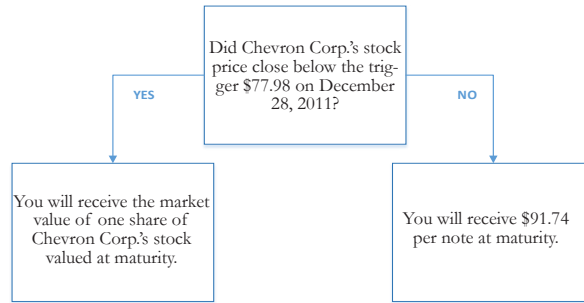 Did Chevron Corp.'s stock
price close below the trig-
ger $77.98 on December
28, 2011?
YES
NO
You will receive the market
value of one share of
Chevron Corp.'s stock
valued at maturity.
You will receive $91.74
per note at maturity.